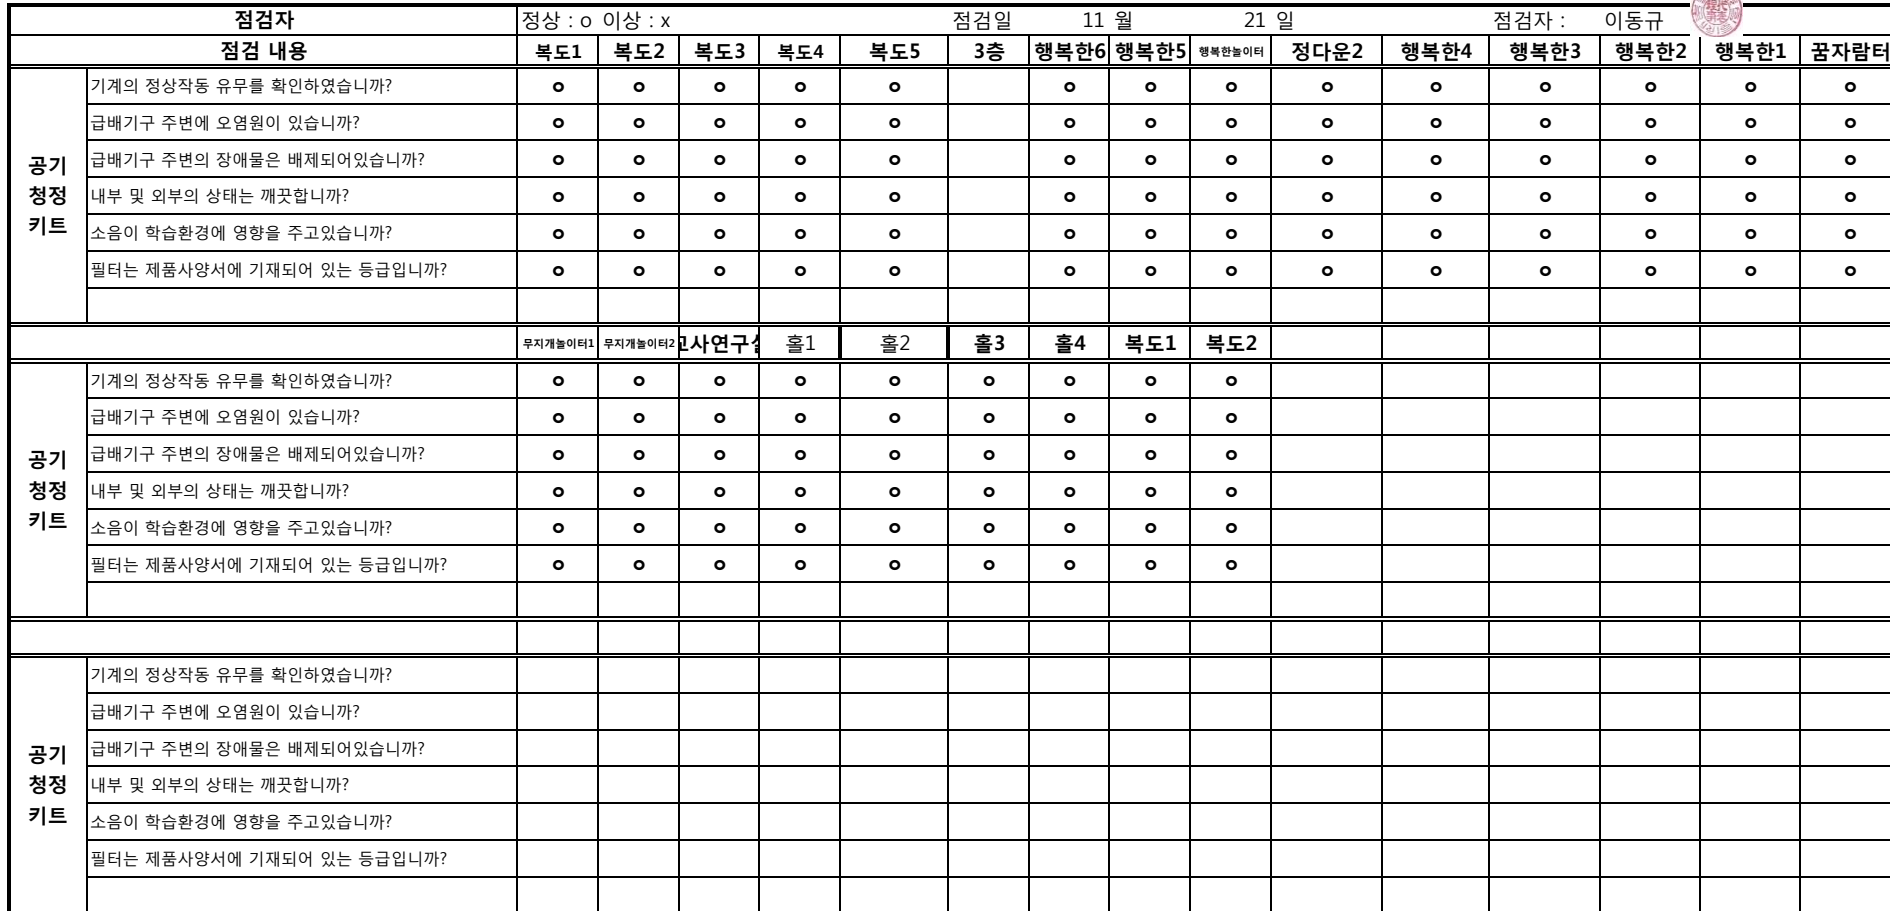 점검자 정상 : o 이상 : x 점검일 11 월 21 일 점검자 : 이동규
점검 내용 복도1 복도2 복도3 복도4 복도5 3층 행복한6 행복한5 행복한놀이터 정다운2 행복한4 행복한3 행복한2 행복한1 꿈자람터
공기
청정
키트
기계의 정상작동 유무를 확인하였습니까? o o o o o o o o o o o o o o
급배기구 주변에 오염원이 있습니까? o o o o o o o o o o o o o o
급배기구 주변의 장애물은 배제되어있습니까? o o o o o o o o o o o o o o
내부 및 외부의 상태는 깨끗합니까? o o o o o o o o o o o o o o
소음이 학습환경에 영향을 주고있습니까? o o o o o o o o o o o o o o
필터는 제품사양서에 기재되어 있는 등급입니까? o o o o o o o o o o o o o o
무지개놀이터1 무지개놀이터2 교사연구실 홀1 홀2 홀3 홀4 복도1 복도2
공기
청정
키트
기계의 정상작동 유무를 확인하였습니까? o o o o o o o o o
급배기구 주변에 오염원이 있습니까? o o o o o o o o o
급배기구 주변의 장애물은 배제되어있습니까? o o o o o o o o o
내부 및 외부의 상태는 깨끗합니까? o o o o o o o o o
소음이 학습환경에 영향을 주고있습니까? o o o o o o o o o
필터는 제품사양서에 기재되어 있는 등급입니까? o o o o o o o o o
공기
청정
키트
기계의 정상작동 유무를 확인하였습니까?
급배기구 주변에 오염원이 있습니까?
급배기구 주변의 장애물은 배제되어있습니까?
내부 및 외부의 상태는 깨끗합니까?
소음이 학습환경에 영향을 주고있습니까?
필터는 제품사양서에 기재되어 있는 등급입니까?